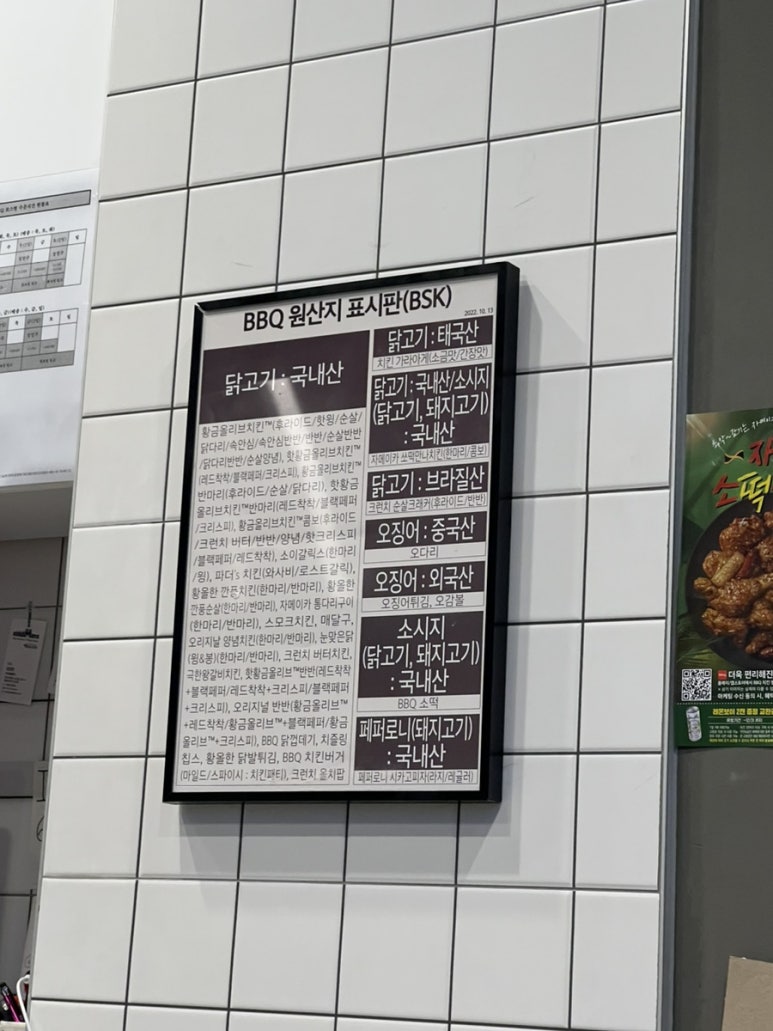 BBQ 원산지 표시판(BSK)
2022. 10. 13
닭고기 : 국내산
황금올리브치킨™(후라이드/핫윙/순살/
닭다리/속안심/속안심반반/반반/순살반반
/닭다리반반/순살양념), 핫황금올리브치킨™
(레드착착/블랙페퍼/크리스피), 황금올리브치킨™
반마리(후라이드/순살/닭다리), 핫황금
올리브치킨™반마리(레드착착/블랙페퍼
/크리스피), 황금올리브치킨™콤보(후라이드
/크런치 버터/반반/양념/핫크리스피
/블랙페퍼/레드착착), 소이갈릭스(한마리
/윙), 파더's 치킨(와사비/로스트갈릭),
황올한 깐풍치킨(한마리/반마리), 황올한
깐풍순살(한마리/반마리), 자메이카 통다리구이
(한마리/반마리), 스모크치킨, 매달구,
오리지날 양념치킨(한마리/반마리), 눈맞은닭
(윙&봉)(한마리/반마리), 크런치 버터치킨,
극한왕갈비치킨, 핫황금올리브™반반(레드착착
+블랙페퍼/레드착착+크리스피/블랙페퍼
+크리스피), 오리지널 반반(황금올리브™
+레드착착/황금올리브™+블랙페퍼/황금
올리브™+크리스피), BBQ 닭껍데기, 치즐링
칩스, 황올한 닭발튀김, BBQ 치킨버거
(마일드/스파이시 : 치킨패티), 크런치 윷치팝
닭고기 : 태국산
치킨 가라아게(소금맛/간장맛)
닭고기 : 국내산/소시지
(닭고기, 돼지고기)
: 국내산
자메이카 쏘떡만나치킨(한마리/콤보)
닭고기 : 브라질산
크런치 순살크래커(후라이드/반반)
오징어 : 중국산
오다리
오징어 : 외국산
오징어튀김, 오감볼
소시지
(닭고기, 돼지고기)
: 국내산
BBQ 소떡
페퍼로니(돼지고기)
: 국내산
페퍼로니 시카고피자(라지/레귤러)
자
소떡
더욱 편리해진